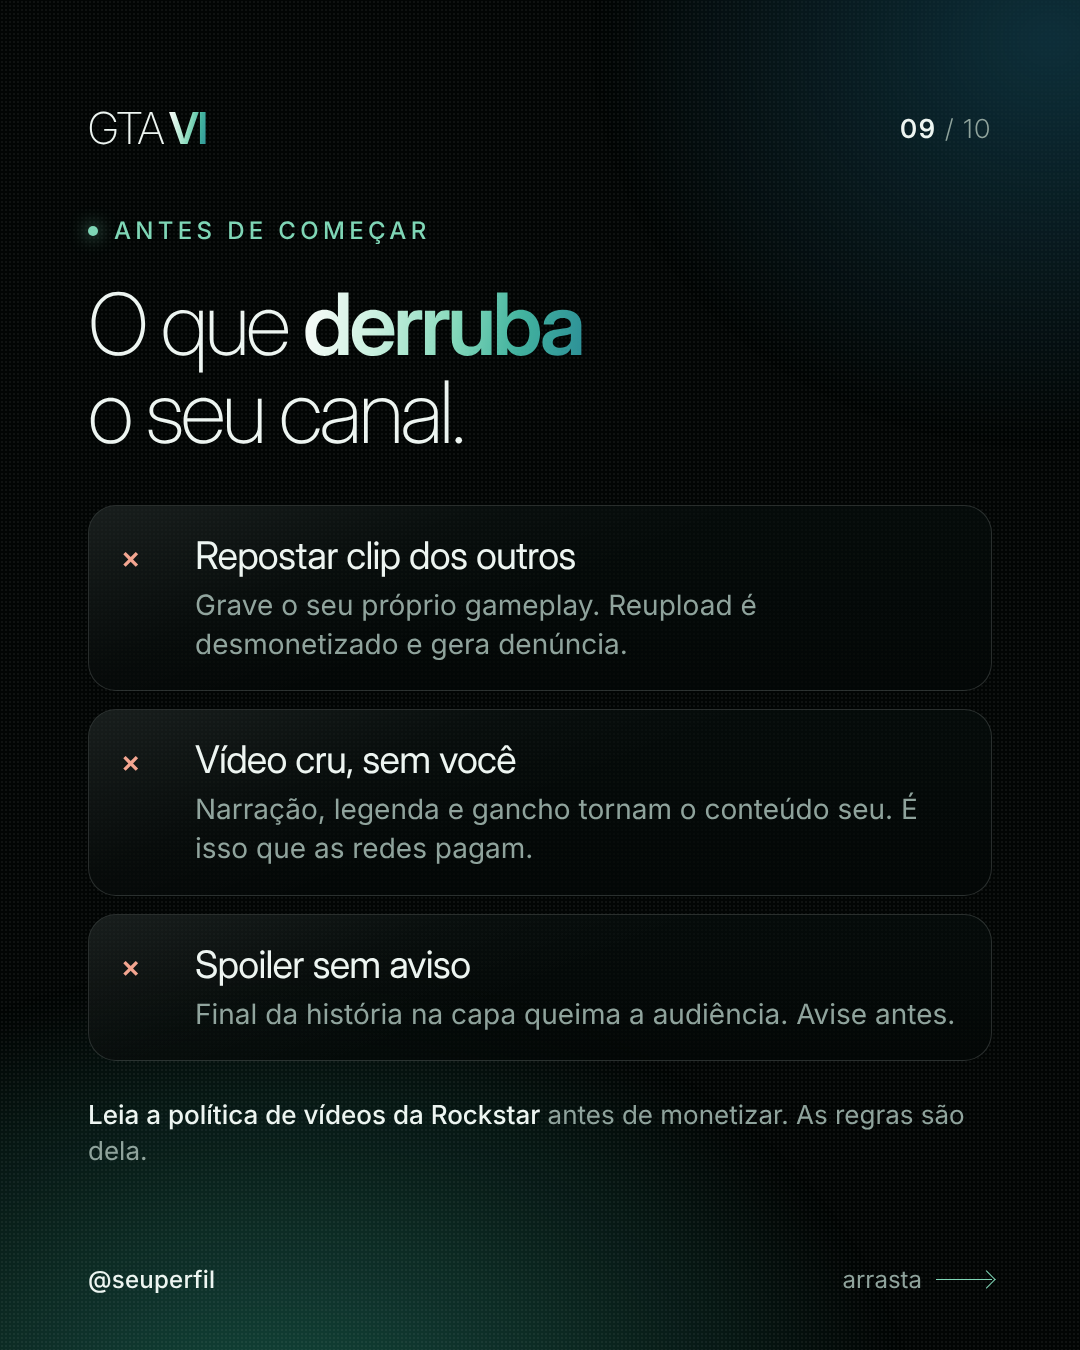 GTA VI
09 / 10
ANTES DE COMEÇAR
O que derruba
o seu canal.
× Repostar clip dos outros
Grave o seu próprio gameplay. Reupload é
desmonetizado e gera denúncia.
× Vídeo cru, sem você
Narração, legenda e gancho tornam o conteúdo seu. É
isso que as redes pagam.
× Spoiler sem aviso
Final da história na capa queima a audiência. Avise antes.
Leia a política de vídeos da Rockstar antes de monetizar. As regras são
dela.
@seuperfil
arrasta